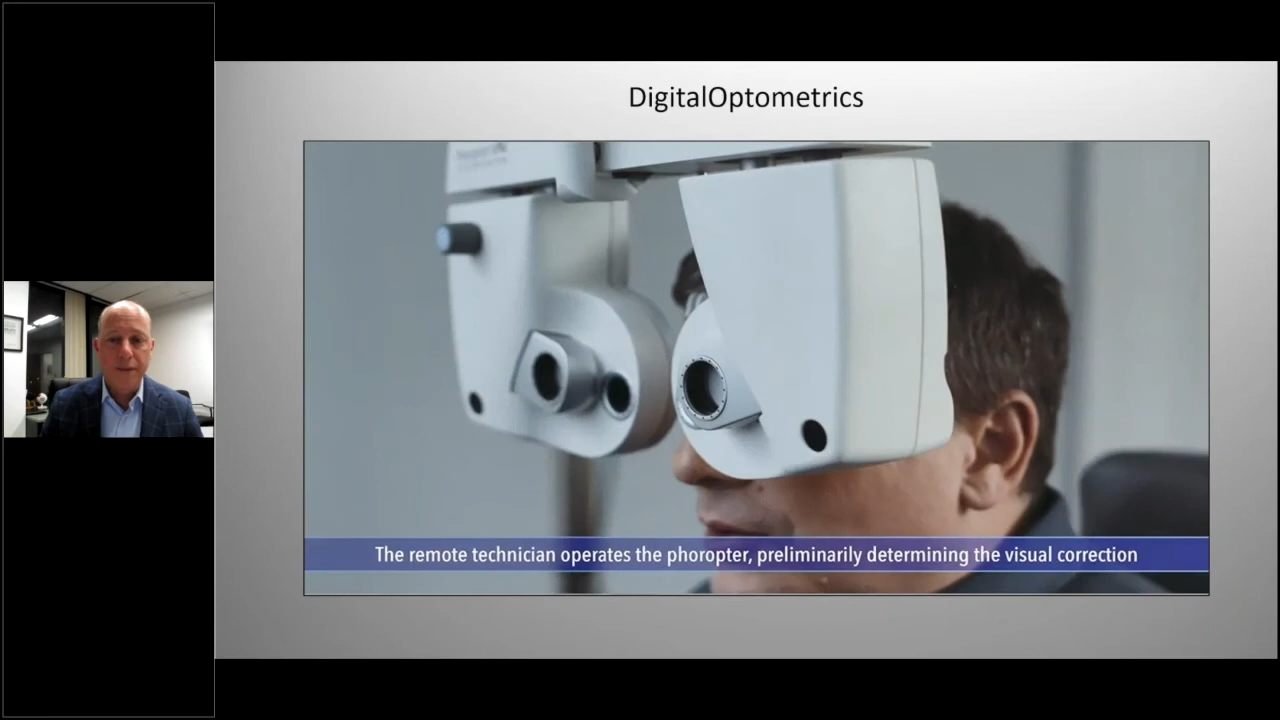 DigitalOptometrics
The remote technician operates the phoropter, preliminarily determining the visual correction